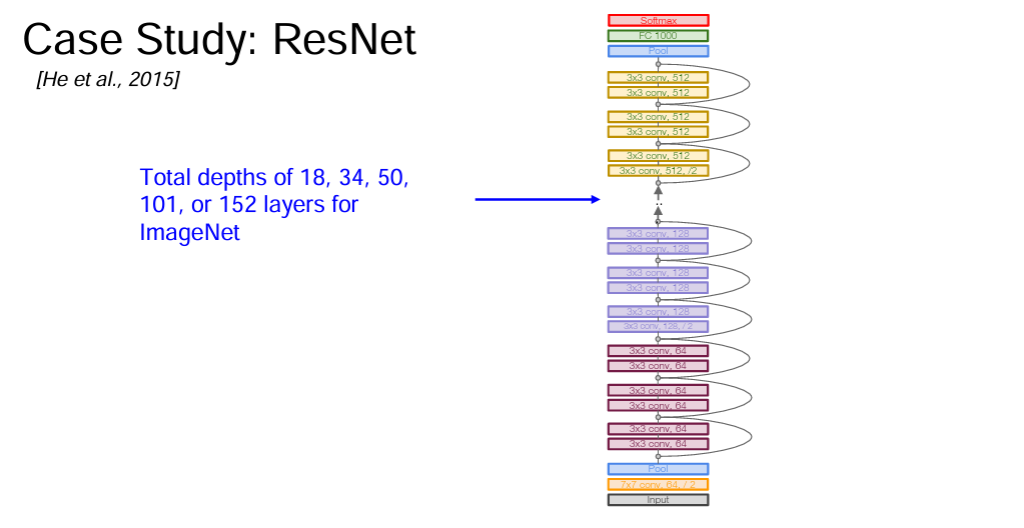 Case Study: ResNet
[He et al., 2015]
Total depths of 18, 34, 50,
101, or 152 layers for
ImageNet
Softmax
FC 1000
Pool
3x3 conv, 512
3x3 conv, 512
3x3 conv, 512
3x3 conv, 512
3x3 conv, 512
3x3 conv, 512, /2
..
3x3 conv, 128
3x3 conv, 128
3x3 conv, 128
3x3 conv, 128
3x3 conv, 128
3x3 conv, 128, / 2
3x3 conv, 64
3x3 conv, 64
3x3 conv, 64
3x3 conv, 64
3x3 conv, 64
3x3 conv, 64
Pool
7x7 conv, 64, / 2
Input